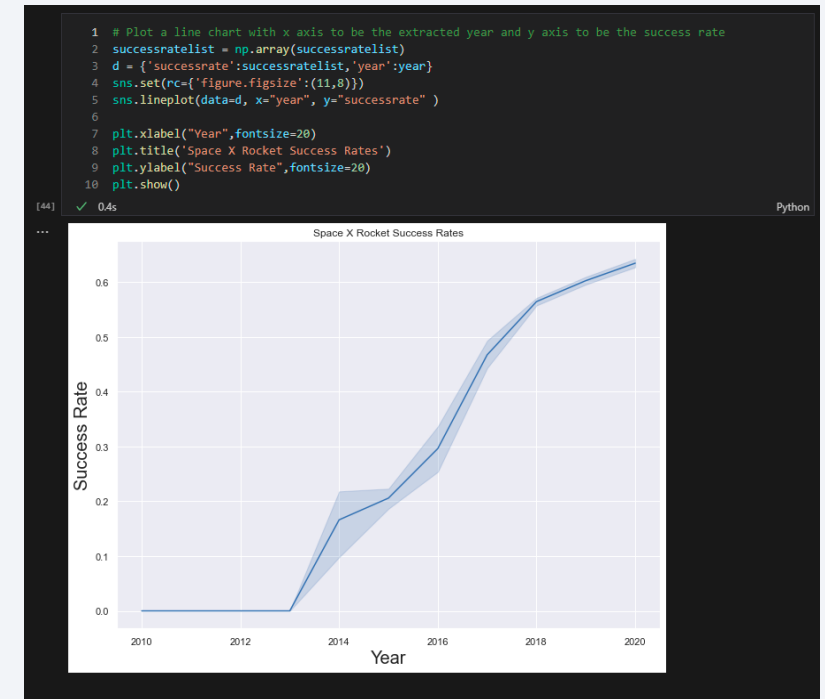 1 # Plot a line chart with x axis to be the extracted year and y axis to be the success rate
2 successratelist = np.array(successratelist)
3 d = {'successrate':successratelist,'year':year}
4 sns.set(rc={'figure.figsize':(11,8)})
5 sns.lineplot(data=d, x="year", y="successrate" )
6
7 plt.xlabel("Year",fontsize=20)
8 plt.title('Space X Rocket Success Rates')
9 plt.ylabel("Success Rate",fontsize=20)
10 plt.show()
[44] ✓ 0.4s Python
...
Space X Rocket Success Rates
0.6
0.5
0.4
0.3
0.2
0.1
0.0
Success Rate
2010 2012 2014 2016 2018 2020
Year